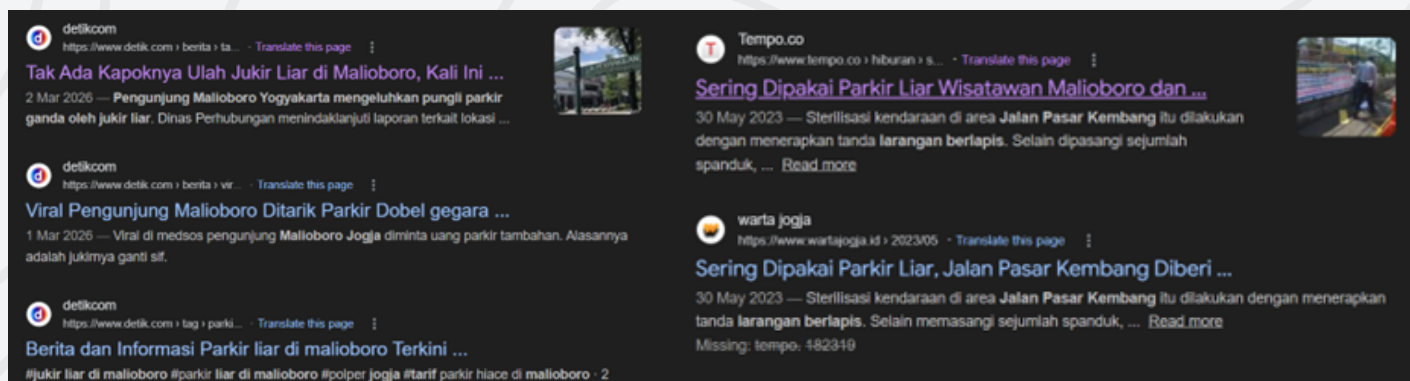 detikcom
https://www.detik.com › berita › ta... · Translate this page
Tak Ada Kapoknya Ulah Jukir Liar di Malioboro, Kali Ini ...
2 Mar 2026 — Pengunjung Malioboro Yogyakarta mengeluhkan pungli parkir
ganda oleh jukir liar. Dinas Perhubungan menindaklanjuti laporan terkait lokasi ...
detikcom
https://www.detik.com › berita › vir... · Translate this page
Viral Pengunjung Malioboro Ditarik Parkir Dobel gegara ...
1 Mar 2026 — Viral di medsos pengunjung Malioboro Jogja diminta uang parkir tambahan. Alasannya
adalah jukirnya ganti sif.
detikcom
https://www.detik.com › tag › parki... · Translate this page
Berita dan Informasi Parkir liar di malioboro Terkini ...
#jukir liar di malioboro #parkir liar di malioboro #polper jogja #tarif parkir hiace di malioboro · 2
Tempo.co
https://www.tempo.co › hiburan › s... · Translate this page
Sering Dipakai Parkir Liar Wisatawan Malioboro dan ...
30 May 2023 — Sterilisasi kendaraan di area Jalan Pasar Kembang itu dilakukan
dengan menerapkan tanda larangan berlapis. Selain dipasangi sejumlah
spanduk, ... Read more
warta jogja
https://www.wartajogja.id › 2023/05 · Translate this page
Sering Dipakai Parkir Liar, Jalan Pasar Kembang Diberi ...
30 May 2023 — Sterilisasi kendaraan di area Jalan Pasar Kembang itu dilakukan dengan menerapkan
tanda larangan berlapis. Selain memasang sejumlah spanduk, ... Read more
Missing: tempo. 182319